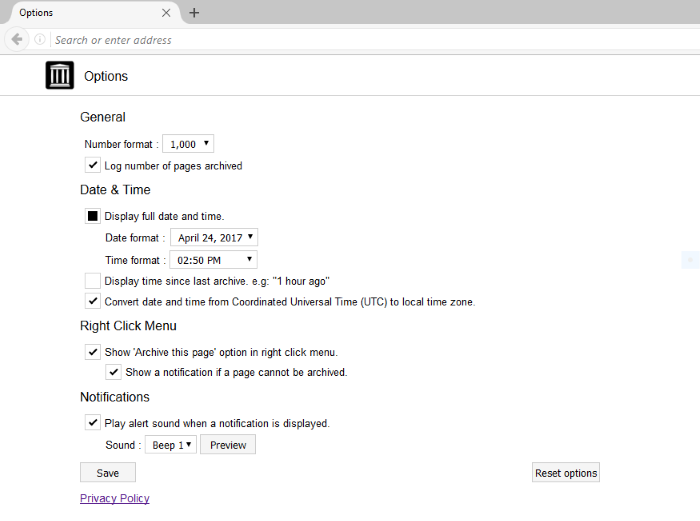 Options
Search or enter address
Options
General
Number format : 1,000
Log number of pages archived
Date & Time
Display full date and time.
Date format : April 24, 2017
Time format : 02:50 PM
Display time since last archive. e.g: "1 hour ago"
Convert date and time from Coordinated Universal Time (UTC) to local time zone.
Right Click Menu
Show 'Archive this page' option in right click menu.
Show a notification if a page cannot be archived.
Notifications
Play alert sound when a notification is displayed.
Sound : Beep 1 Preview
Save Reset options
Privacy Policy